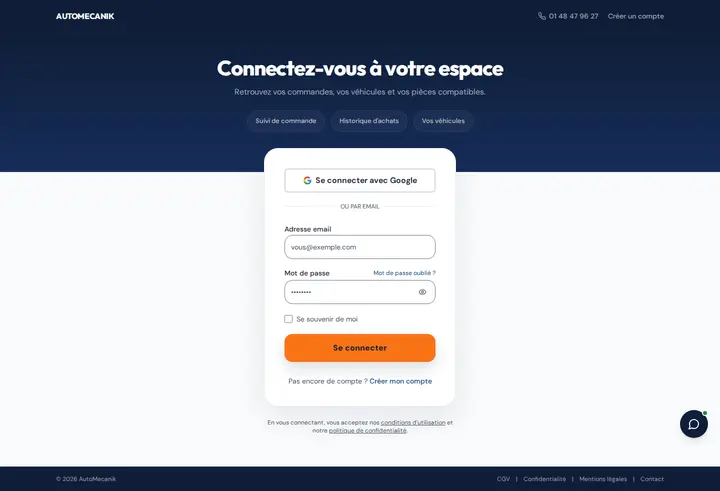 AUTOMECANIK
01 48 47 96 27
Créer un compte
Connectez-vous à votre espace
Retrouvez vos commandes, vos véhicules et vos pièces compatibles.
Suivi de commande
Historique d'achats
Vos véhicules
Se connecter avec Google
OU PAR EMAIL
Adresse email
vous@exemple.com
Mot de passe
Mot de passe oublié ?
••••••••
Se souvenir de moi
Se connecter
Pas encore de compte ? Créer mon compte
En vous connectant, vous acceptez nos conditions d'utilisation et
notre politique de confidentialité.
© 2026 AutoMecanik
CGV | Confidentialité | Mentions légales | Contact